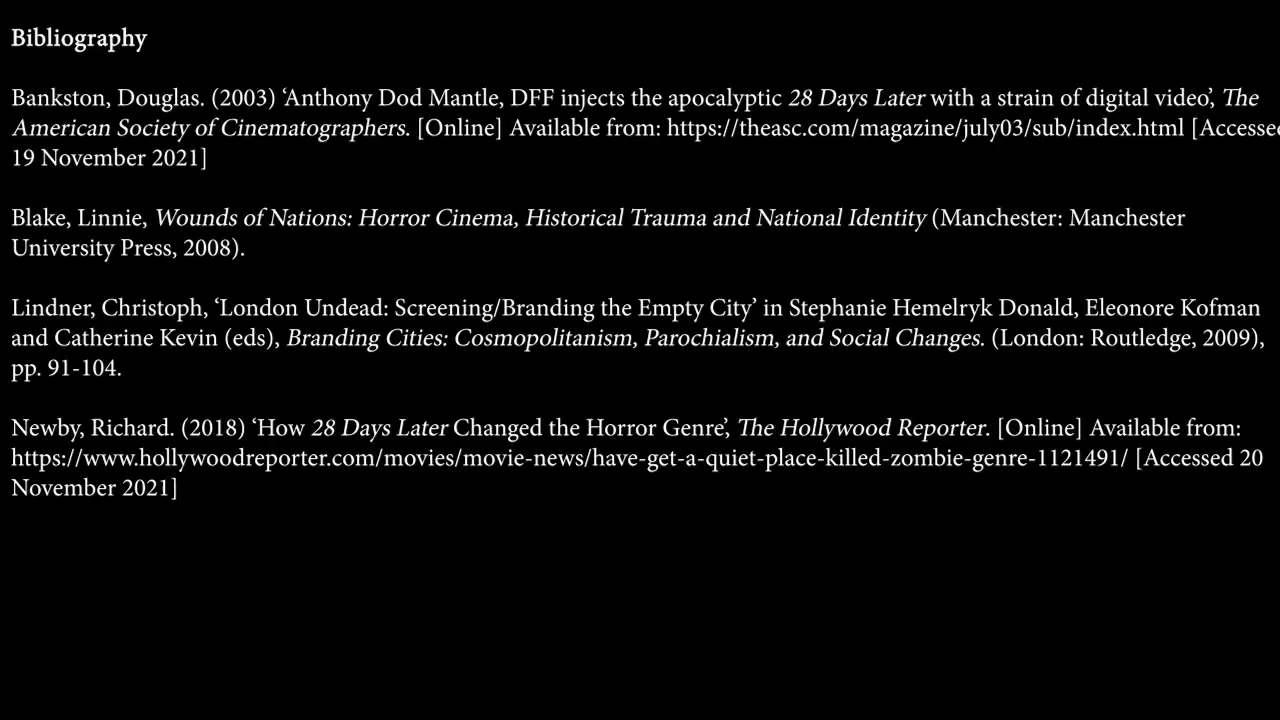 Bibliography
Bankston, Douglas. (2003) ‘Anthony Dod Mantle, DFF injects the apocalyptic 28 Days Later with a strain of digital video’, The
American Society of Cinematographers. [Online] Available from: https://theasc.com/magazine/july03/sub/index.html [Accessed
19 November 2021]
Blake, Linnie, Wounds of Nations: Horror Cinema, Historical Trauma and National Identity (Manchester: Manchester
University Press, 2008).
Lindner, Christoph, ‘London Undead: Screening/Branding the Empty City’ in Stephanie Hemelryk Donald, Eleonore Kofman
and Catherine Kevin (eds), Branding Cities: Cosmopolitanism, Parochialism, and Social Changes. (London: Routledge, 2009),
pp. 91-104.
Newby, Richard. (2018) ‘How 28 Days Later Changed the Horror Genre’, The Hollywood Reporter. [Online] Available from:
https://www.hollywoodreporter.com/movies/movie-news/have-get-a-quiet-place-killed-zombie-genre-1121491/ [Accessed 20
November 2021]